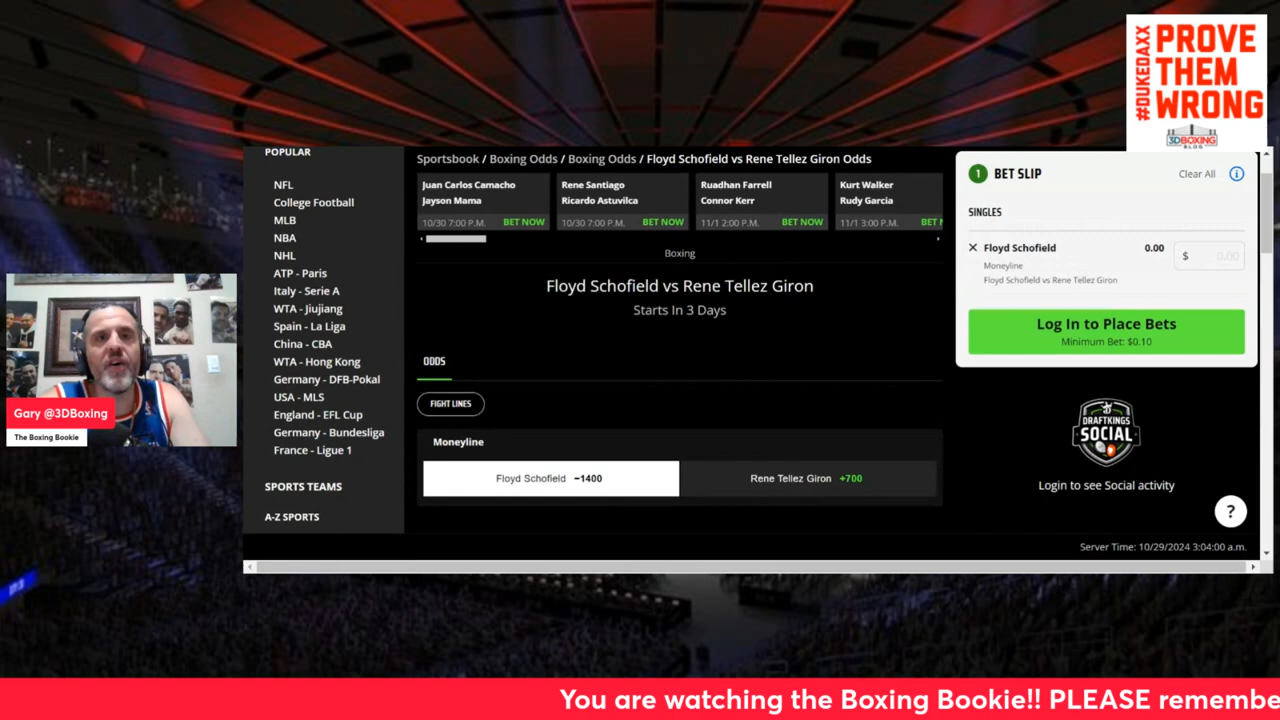 #DUKEDAXX
PROVE
THEM
WRONG
3DBOXING
BLOG
POPULAR
NFL
College Football
MLB
NBA
NHL
ATP - Paris
Italy - Serie A
WTA - Jiujiang
Spain - La Liga
China - CBA
WTA - Hong Kong
Germany - DFB-Pokal
USA - MLS
England - EFL Cup
Germany - Bundesliga
France - Ligue 1
SPORTS TEAMS
A-Z SPORTS
Sportsbook / Boxing Odds / Boxing Odds / Floyd Schofield vs Rene Tellez Giron Odds
Juan Carlos Camacho
Jayson Mama
10/30 7:00 P.M. BET NOW
Rene Santiago
Ricardo Astuvilca
10/30 7:00 P.M. BET NOW
Ruadhan Farrell
Connor Kerr
11/1 2:00 P.M. BET NOW
Kurt Walker
Rudy Garcia
11/1 3:00 P.M. BET N
Boxing
Floyd Schofield vs Rene Tellez Giron
Starts In 3 Days
ODDS
FIGHT LINES
Moneyline
Floyd Schofield −1400
Rene Tellez Giron +700
1 BET SLIP Clear All
SINGLES
Floyd Schofield 0.00 $ 0.00
Moneyline
Floyd Schofield vs Rene Tellez Giron
Log In to Place Bets
Minimum Bet: $0.10
DRAFTKINGS
SOCIAL
Login to see Social activity
?
Server Time: 10/29/2024 3:04:00 a.m.
Gary @3DBoxing
The Boxing Bookie
You are watching the Boxing Bookie!! PLEASE remembe